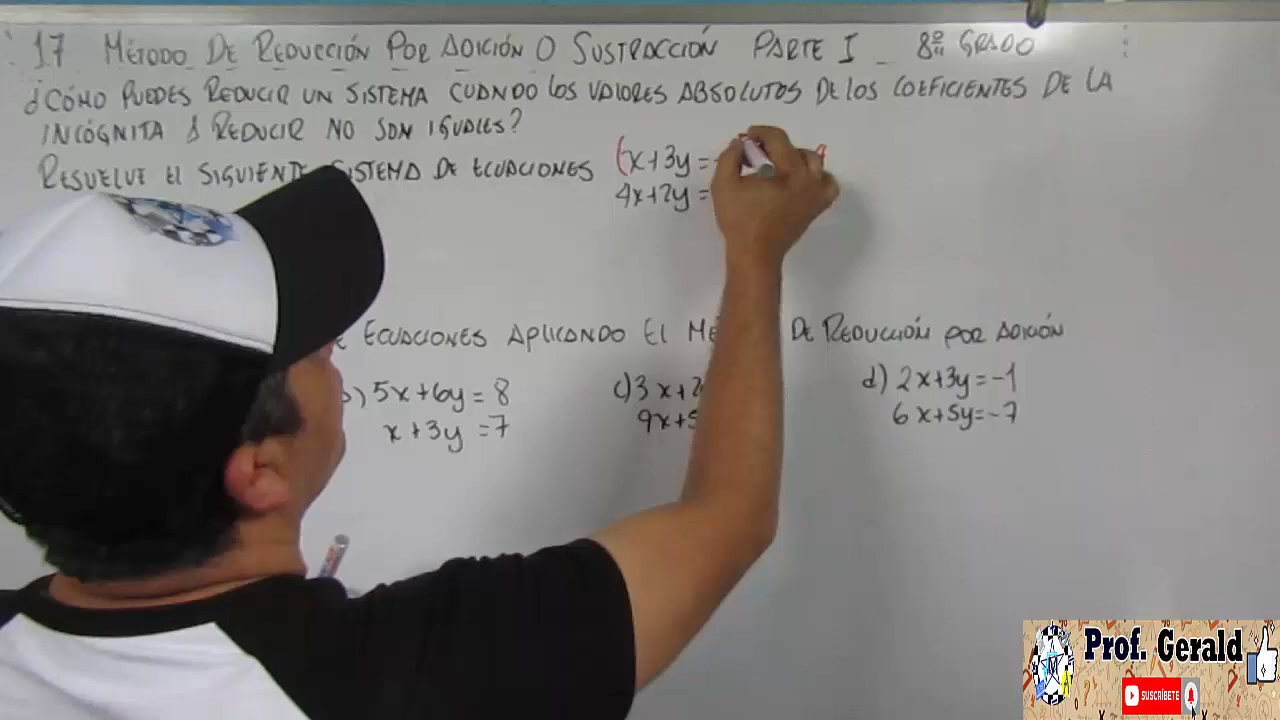 17 MÉTODO DE REDUCCIÓN POR ADICIÓN O SUSTRACCIÓN PARTE I 8º GRADO
¿CÓMO PUEDES REDUCIR UN SISTEMA CUANDO LOS VALORES ABSOLUTOS DE LOS COEFICIENTES DE LA
INCÓGNITA A REDUCIR NO SON IGUALES?
RESUELVE EL SIGUIENTE SISTEMA DE ECUACIONES (x+3y =
4x+2y =
ECUACIONES APLICANDO EL DE REDUCCIÓN POR ADICIÓN
b) 5x+6y = 8 c) 3x+2 d) 2x+3y=-1
x+3y =7 9x+5 6x+5y=-7
Prof. Gerald
SUSCRÍBETE